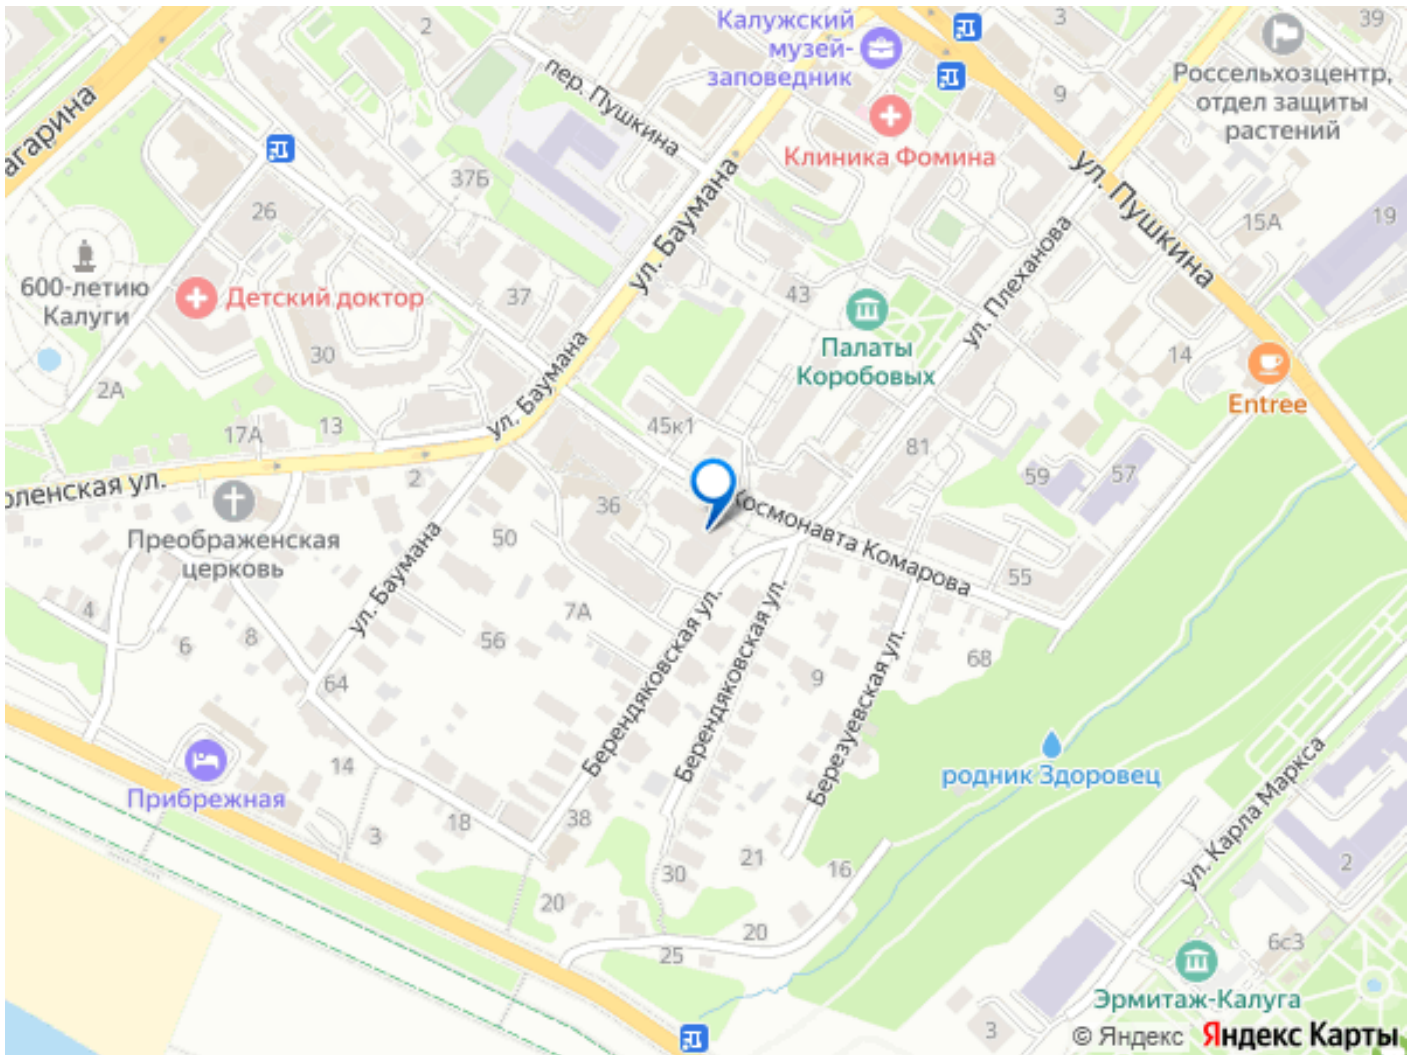 2
Калужский
музей-
заповедник
3
39
Россельхозцентр,
отдел защиты
растений
9
пер. Пушкина
агарина
Клиника Фомина
ул. Пушкина
37Б
ул. Баумана
26
15А
19
600-летию
Калуги
Детский доктор
37
43
ул. Плеханова
Палаты
Коробовых
30
14
2А
ул. Баумана
Entree
17А
13
45к1
81
59
57
оленская ул.
2
36
Космонавта Комарова
Преображенская
церковь
50
ул. Баумана
55
4
7А
6
8
56
Берендяковская ул.
Берендяковская ул.
Березуевская ул.
9
68
64
родник Здоровец
14
Прибрежная
ул. Карла Маркса
3
18
38
30
21
16
2
20
20
25
6с3
Эрмитаж-Калуга
3
© Яндекс Яндекс Карты